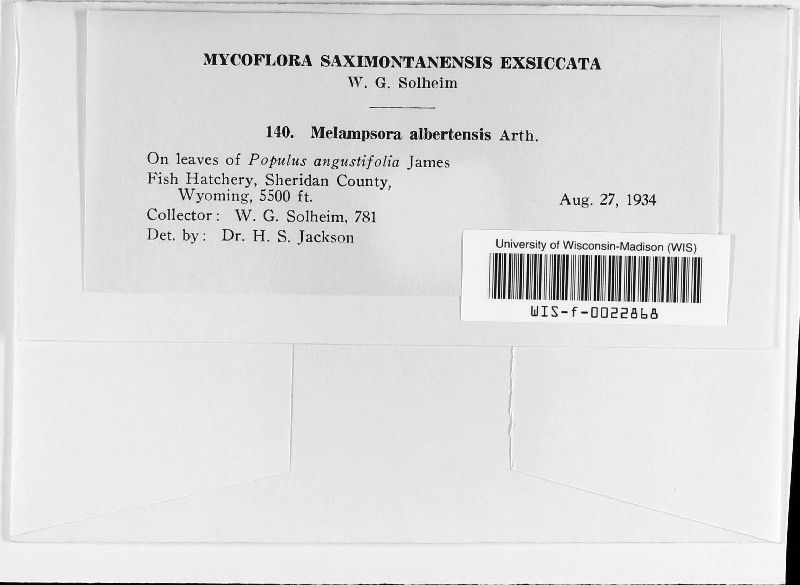 MYCOFLORA SAXIMONTANENSIS EXSICCATA
W. G. Solheim
140. Melampsora albertensis Arth.
On leaves of Populus angustifolia James
Fish Hatchery, Sheridan County,
Wyoming, 5500 ft.
Aug. 27, 1934
Collector: W. G. Solheim, 781
Det. by: Dr. H. S. Jackson
University of Wisconsin-Madison (WIS)
WIS-f-0022868